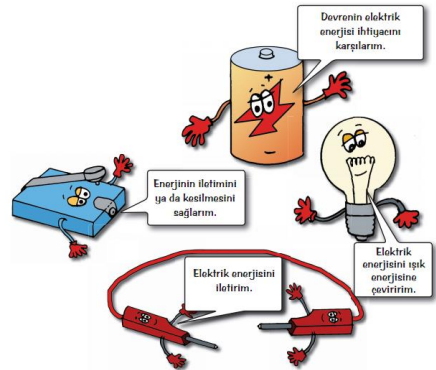 Devrenin elektrik
enerjisi ihtiyacını
karşılarım.
+
Enerjinin iletimini
ya da kesilmesini
sağlarım.
Elektrik
enerjisini ışık
enerjisine
çeviririm.
Elektrik enerjisini
iletirim.